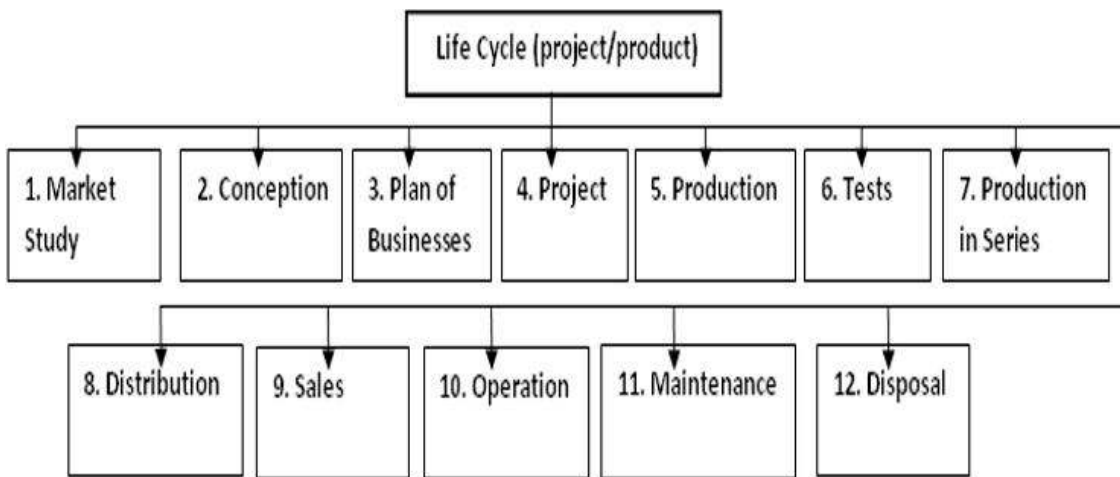 Life Cycle (project/product)
1. Market
Study
2. Conception
3. Plan of
Businesses
4. Project
5. Production
6. Tests
7. Production
in Series
8. Distribution
9. Sales
10. Operation
11. Maintenance
12. Disposal